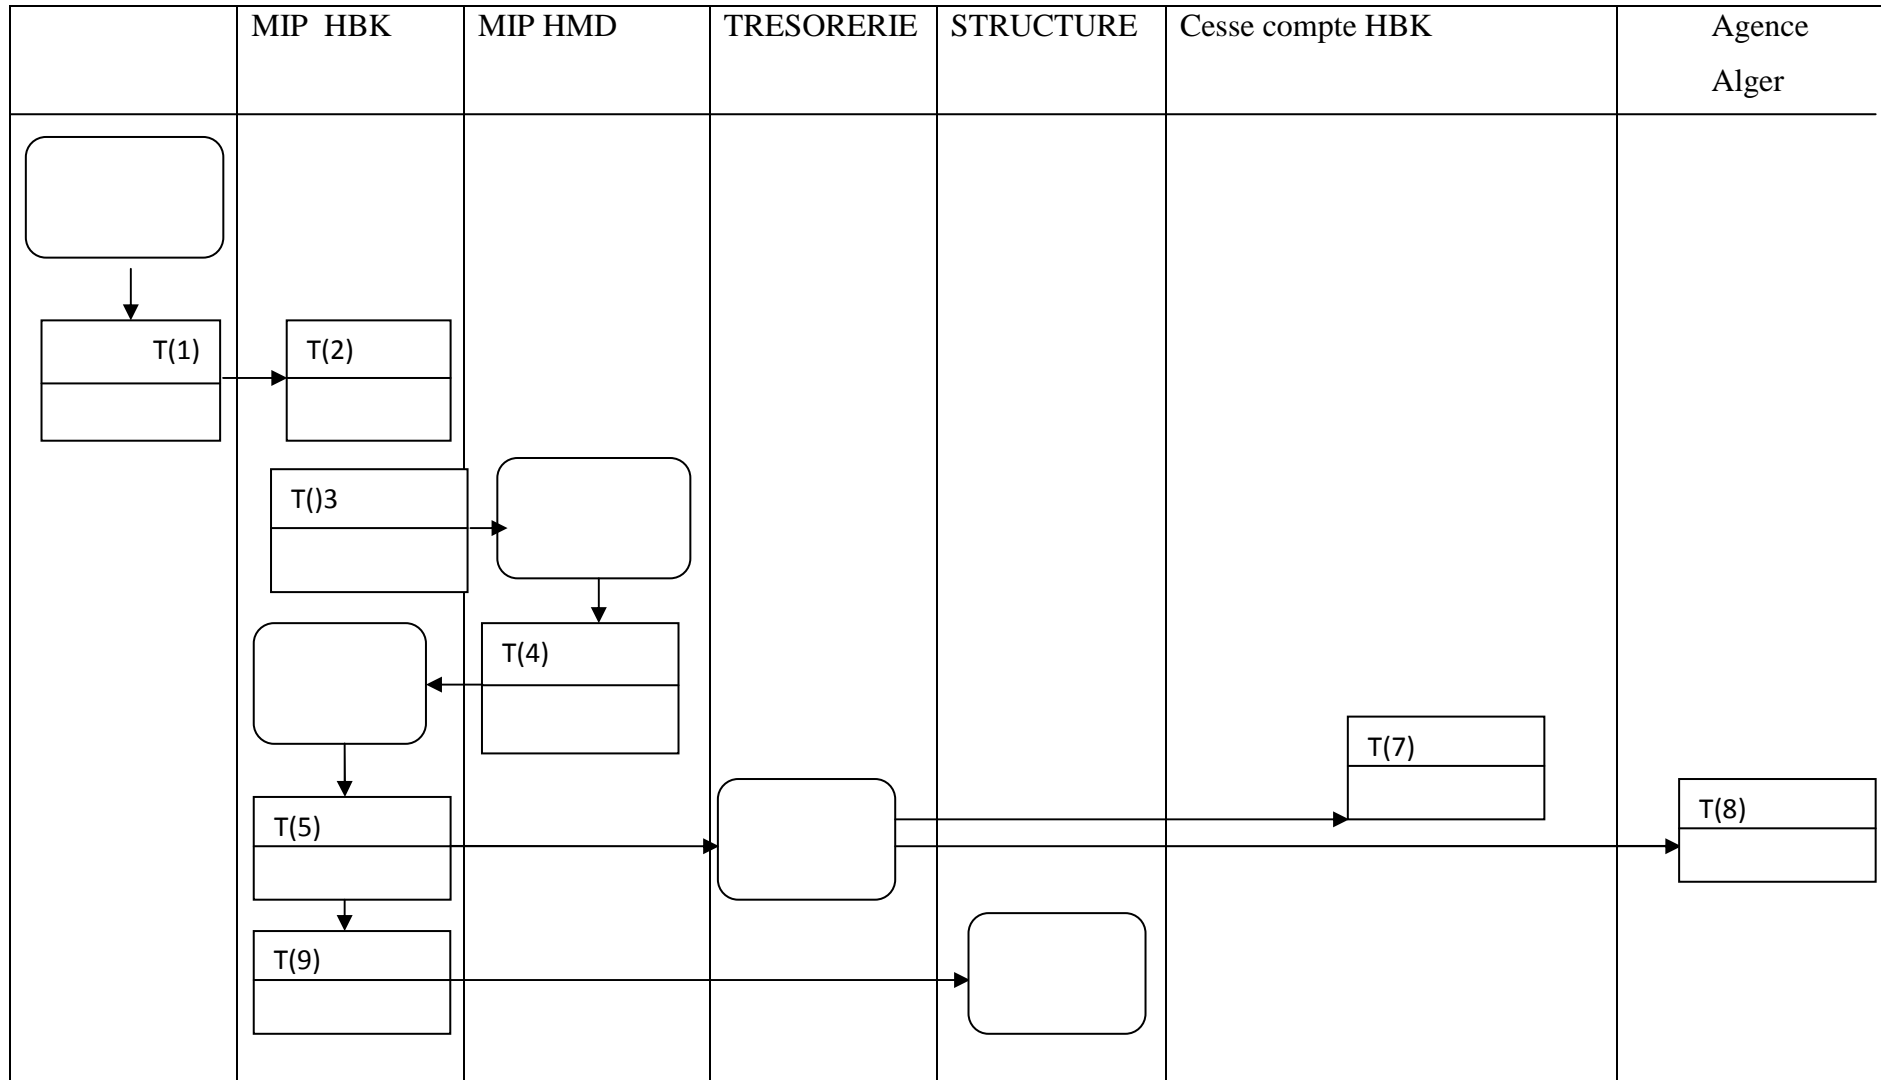 MIP HBK
MIP HMD
TRESORERIE
STRUCTURE
Cesse compte HBK
Agence
Alger
T(1)
T(2)
T()3
T(4)
T(7)
T(5)
T(8)
T(9)